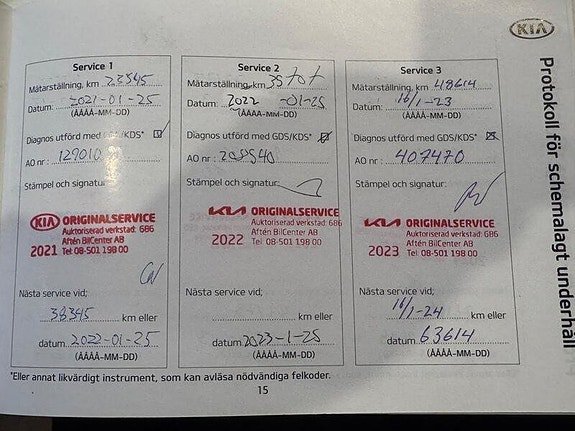 KIA
Protokoll för schemalagt underhåll
Service 1
Mätarställning, km 23545
Datum: 2021-01-25
(ÅÅÅÅ-MM-DD)
Diagnos utförd med GDS/KDS*
AO nr:
Stämpel och signatur:
KIA ORIGINALSERVICE
Auktoriserad verkstad: 686
Aftén BilCenter AB
2021 Tel 08-501 198 00
Nästa service vid;
38345 km eller
datum 2022-01-25
(ÅÅÅÅ-MM-DD)
Service 2
Mätarställning, km
Datum: 2022-01-25
(ÅÅÅÅ-MM-DD)
Diagnos utförd med GDS/KDS*
AO nr:
Stämpel och signatur:
KIA ORIGINALSERVICE
Auktoriserad verkstad: 686
Aftén BilCenter AB
2022 Tel 08-501 198 00
Nästa service vid;
km eller
datum 2023-1-25
(ÅÅÅÅ-MM-DD)
Service 3
Mätarställning, km 48614
Datum: 16/1-23
(ÅÅÅÅ-MM-DD)
Diagnos utförd med GDS/KDS*
AO nr: 407470
Stämpel och signatur:
KIA ORIGINALSERVICE
Auktoriserad verkstad: 686
Aftén BilCenter AB
2023 Tel 08-501 198 00
Nästa service vid;
16/1-24 km eller
datum 63614
(ÅÅÅÅ-MM-DD)
*Eller annat likvärdigt instrument, som kan avläsa nödvändiga felkoder.
15